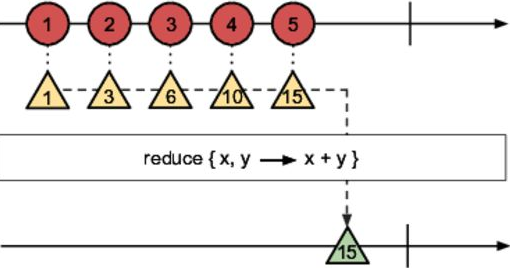 1 2 3 4 5
1 3 6 10 15
reduce { x, y → x + y }
15